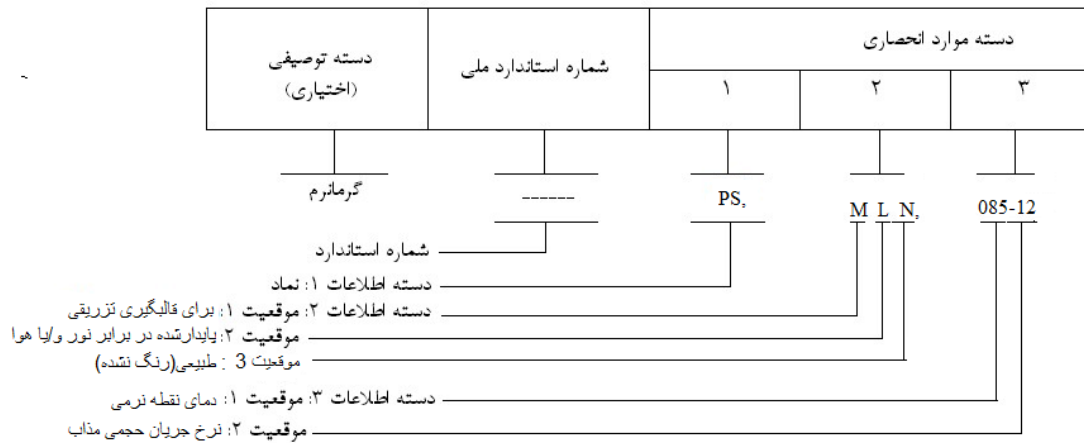 دسته توصیفی
(اختیاری)
شماره استاندارد ملی
دسته موارد انحصاری
۱
۲
۳
گرمانرم
------
PS,
M L N,
085-12
شماره استاندارد
دسته اطلاعات ۱: نماد
دسته اطلاعات ۲: موقعیت ۱: برای قالبگیری تزریقی
موقعیت ۲: پایدارشده در برابر نور و/یا هوا
موقعیت 3 : طبیعی(رنگ نشده)
دسته اطلاعات ۳: موقعیت ۱: دمای نقطه نرمی
موقعیت ۲: نرخ جریان حجمی مذاب